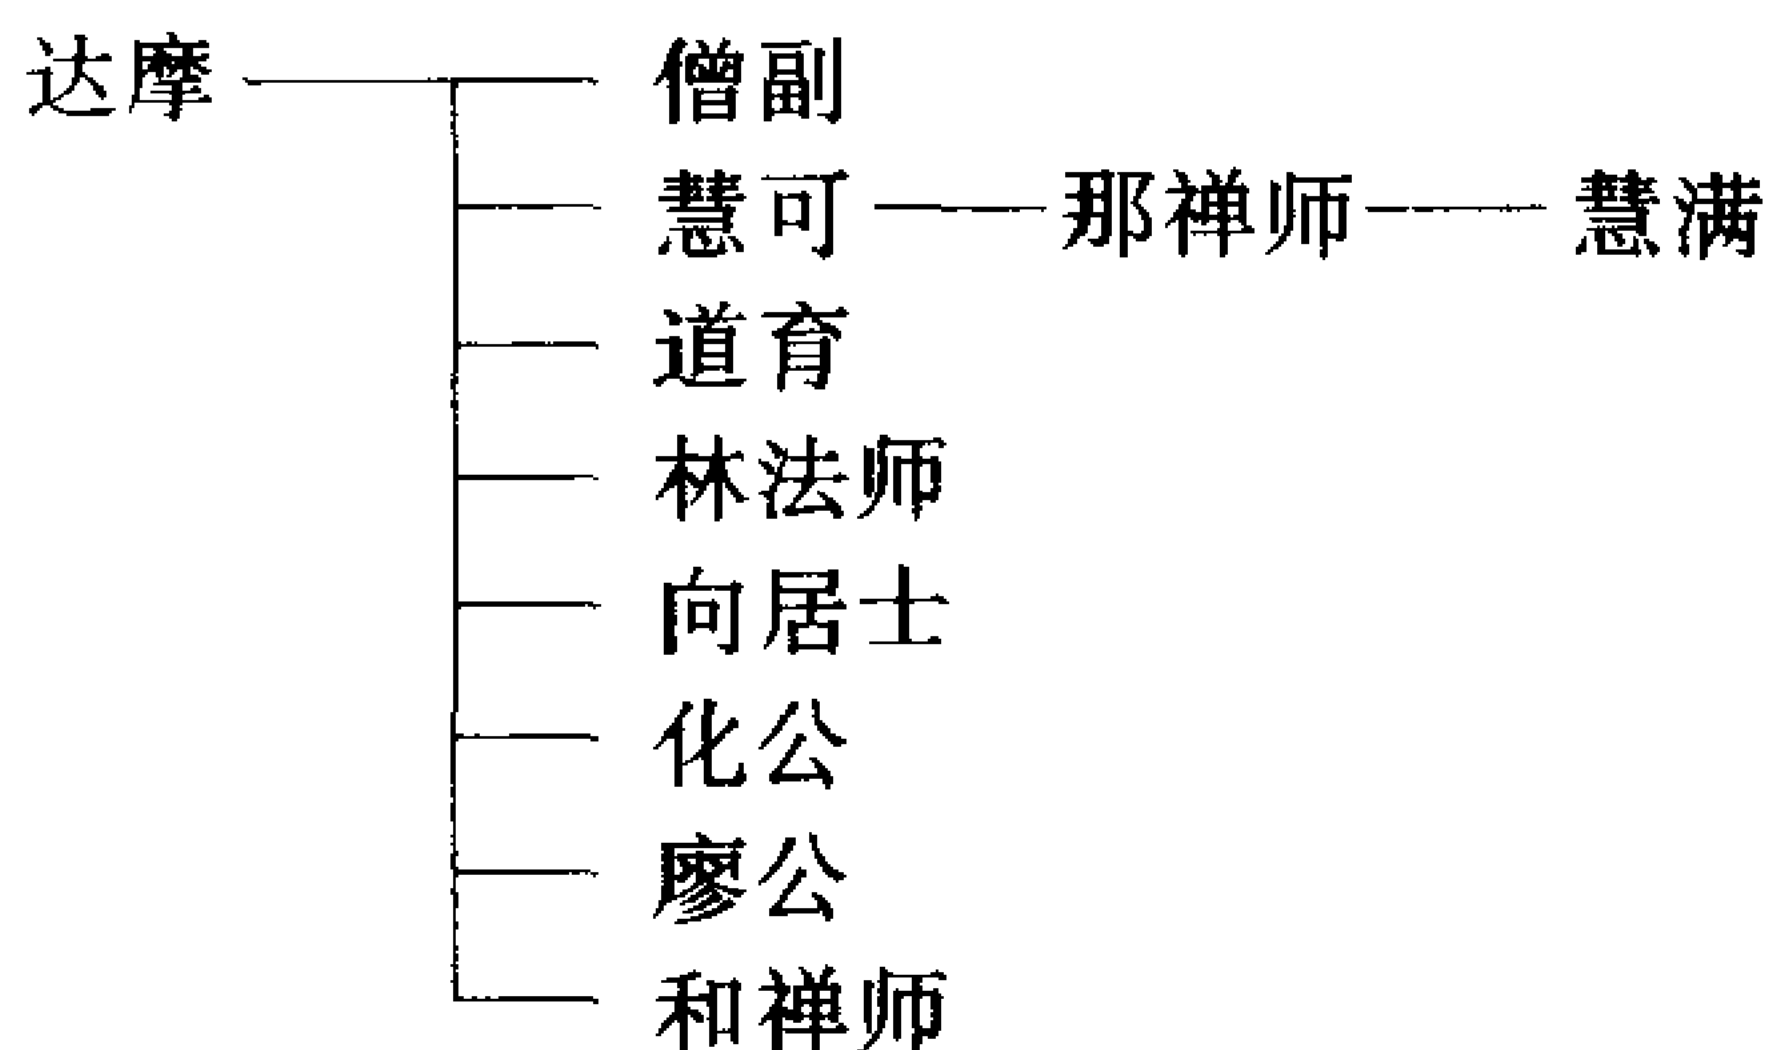 达摩 僧副
慧可 那禅师 慧满
道育
林法师
向居士
化公
廖公
和禅师